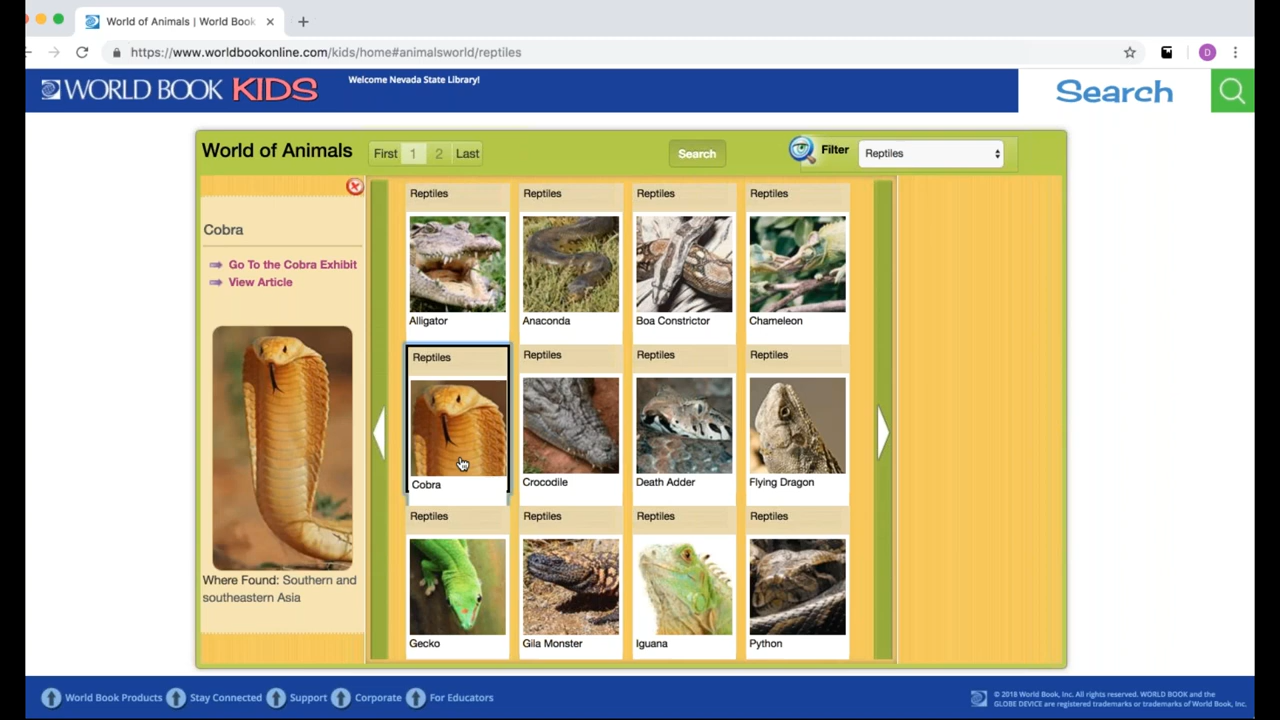 World of Animals | World Book
https://www.worldbookonline.com/kids/home#animalsworld/reptiles
D
WORLD BOOK KIDS
Welcome Nevada State Library!
Search
World of Animals
First 1 2 Last
Search
Filter
Reptiles
Cobra
Go To the Cobra Exhibit
View Article
Where Found: Southern and
southeastern Asia
Reptiles Reptiles Reptiles Reptiles
Alligator Anaconda Boa Constrictor Chameleon
Reptiles Reptiles Reptiles Reptiles
Cobra Crocodile Death Adder Flying Dragon
Reptiles Reptiles Reptiles Reptiles
Gecko Gila Monster Iguana Python
World Book Products Stay Connected Support Corporate For Educators
© 2018 World Book, Inc. All rights reserved. WORLD BOOK and the
GLOBE DEVICE are registered trademarks or trademarks of World Book, Inc.